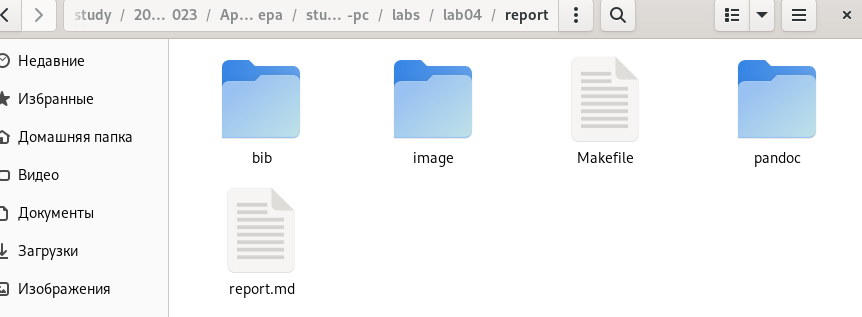 study / 20... 023 / Ap... ера / stu... -pc / labs / lab04 / report
Недавние
Избранные
Домашняя папка
Видео
Документы
Загрузки
Изображения
bib
image
Makefile
pandoc
report.md